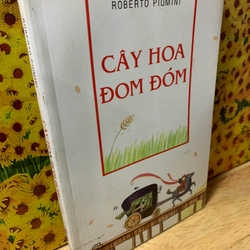 ROBERTO PIUMINI
CÂY HOA
ĐOM ĐÓM